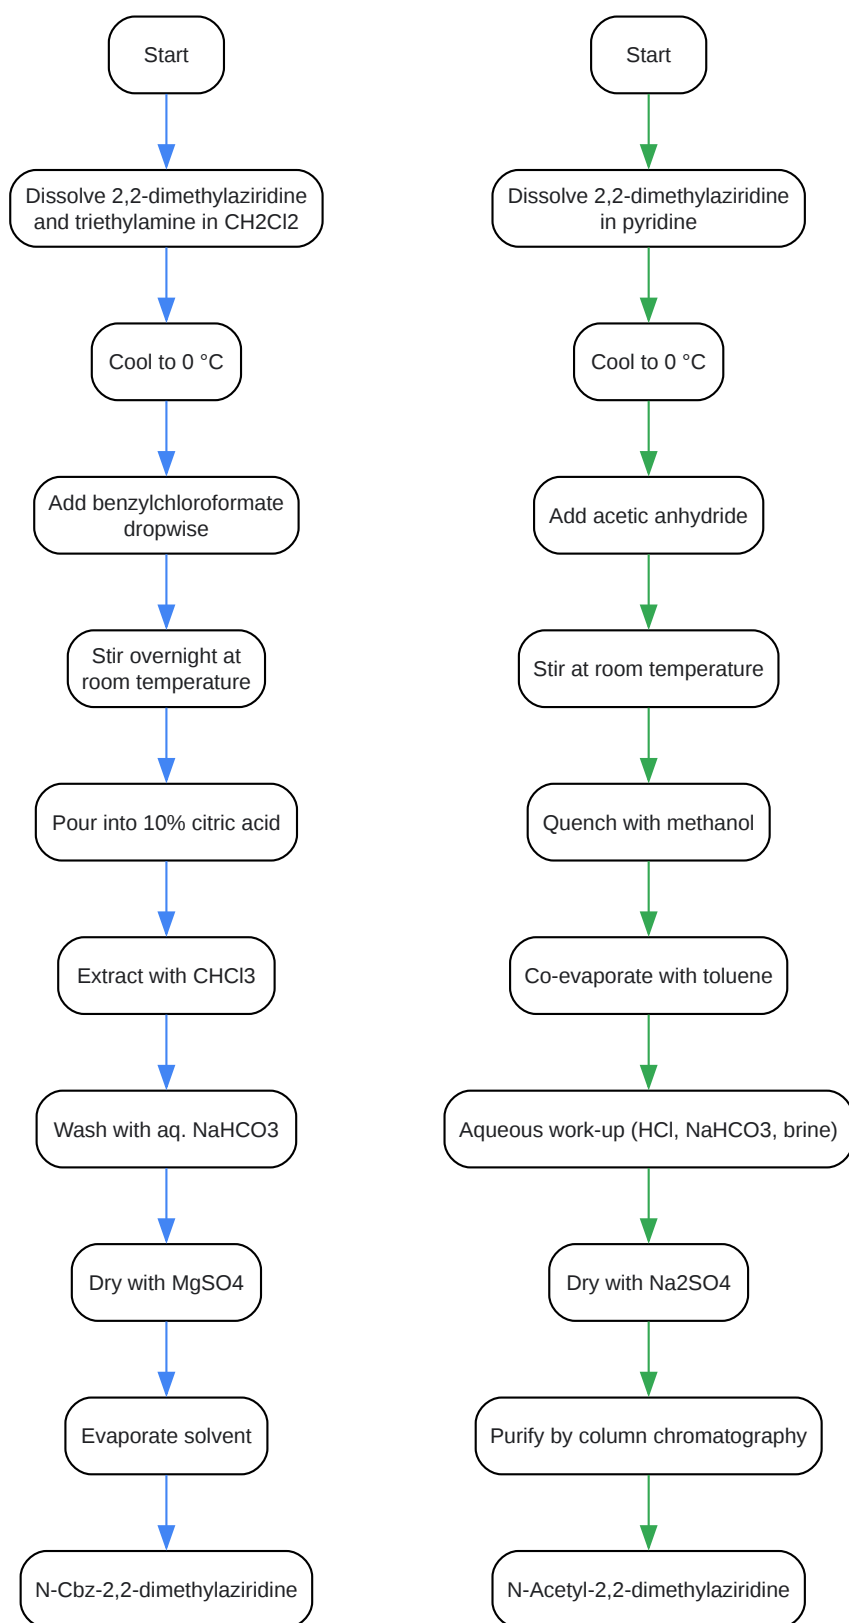 Start
Dissolve 2,2-dimethylaziridine
and triethylamine in CH2Cl2
Cool to 0 °C
Add benzylchloroformate
dropwise
Stir overnight at
room temperature
Pour into 10% citric acid
Extract with CHCl3
Wash with aq. NaHCO3
Dry with MgSO4
Evaporate solvent
N-Cbz-2,2-dimethylaziridine
Start
Dissolve 2,2-dimethylaziridine
in pyridine
Cool to 0 °C
Add acetic anhydride
Stir at room temperature
Quench with methanol
Co-evaporate with toluene
Aqueous work-up (HCl, NaHCO3, brine)
Dry with Na2SO4
Purify by column chromatography
N-Acetyl-2,2-dimethylaziridine